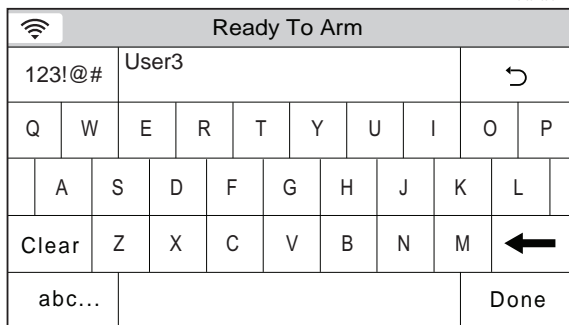 Ready To Arm
123!@# User3
Q W E R T Y U I O P
A S D F G H J K L
Clear Z X C V B N M
abc... Done